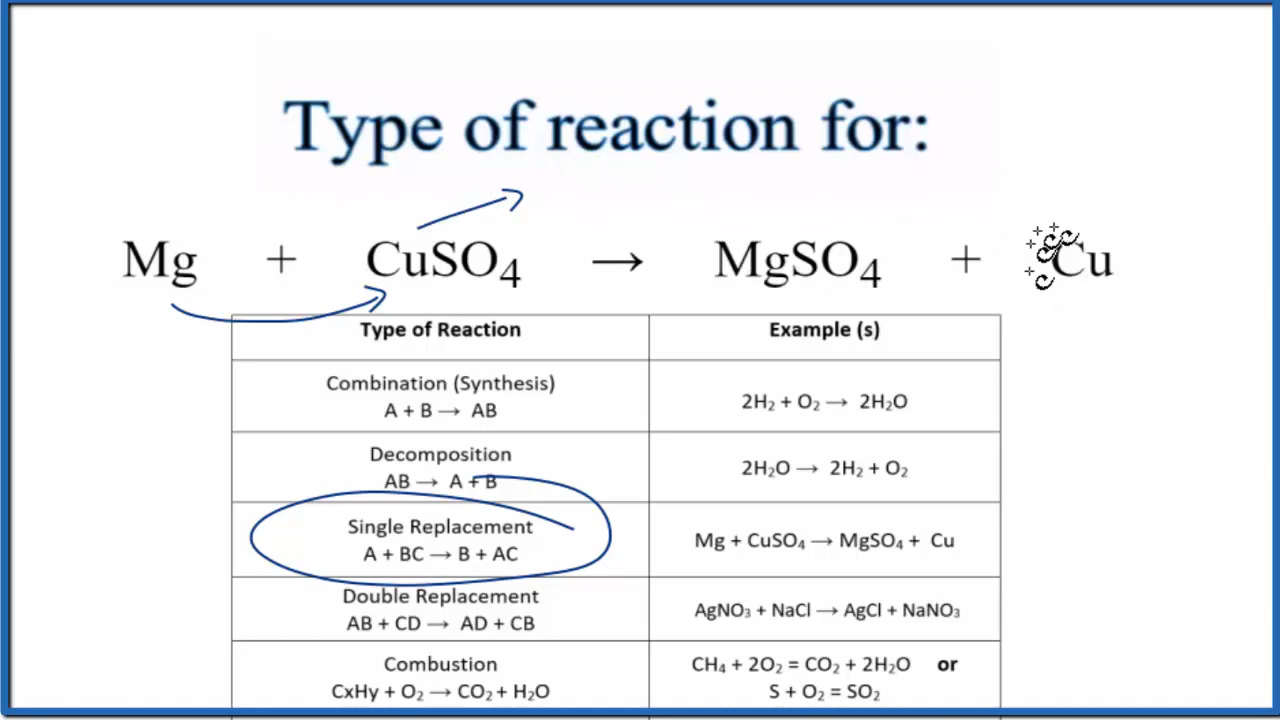 Type of reaction for:
Mg + CuSO₄ → MgSO₄ + Cu
Type of Reaction Example (s)
Combination (Synthesis)
A + B → AB
2H₂ + O₂ → 2H₂O
Decomposition
AB → A + B
2H₂O → 2H₂ + O₂
Single Replacement
A + BC → B + AC
Mg + CuSO₄ → MgSO₄ + Cu
Double Replacement
AB + CD → AD + CB
AgNO₃ + NaCl → AgCl + NaNO₃
Combustion
CxHy + O₂ → CO₂ + H₂O
CH₄ + 2O₂ = CO₂ + 2H₂O or
S + O₂ = SO₂